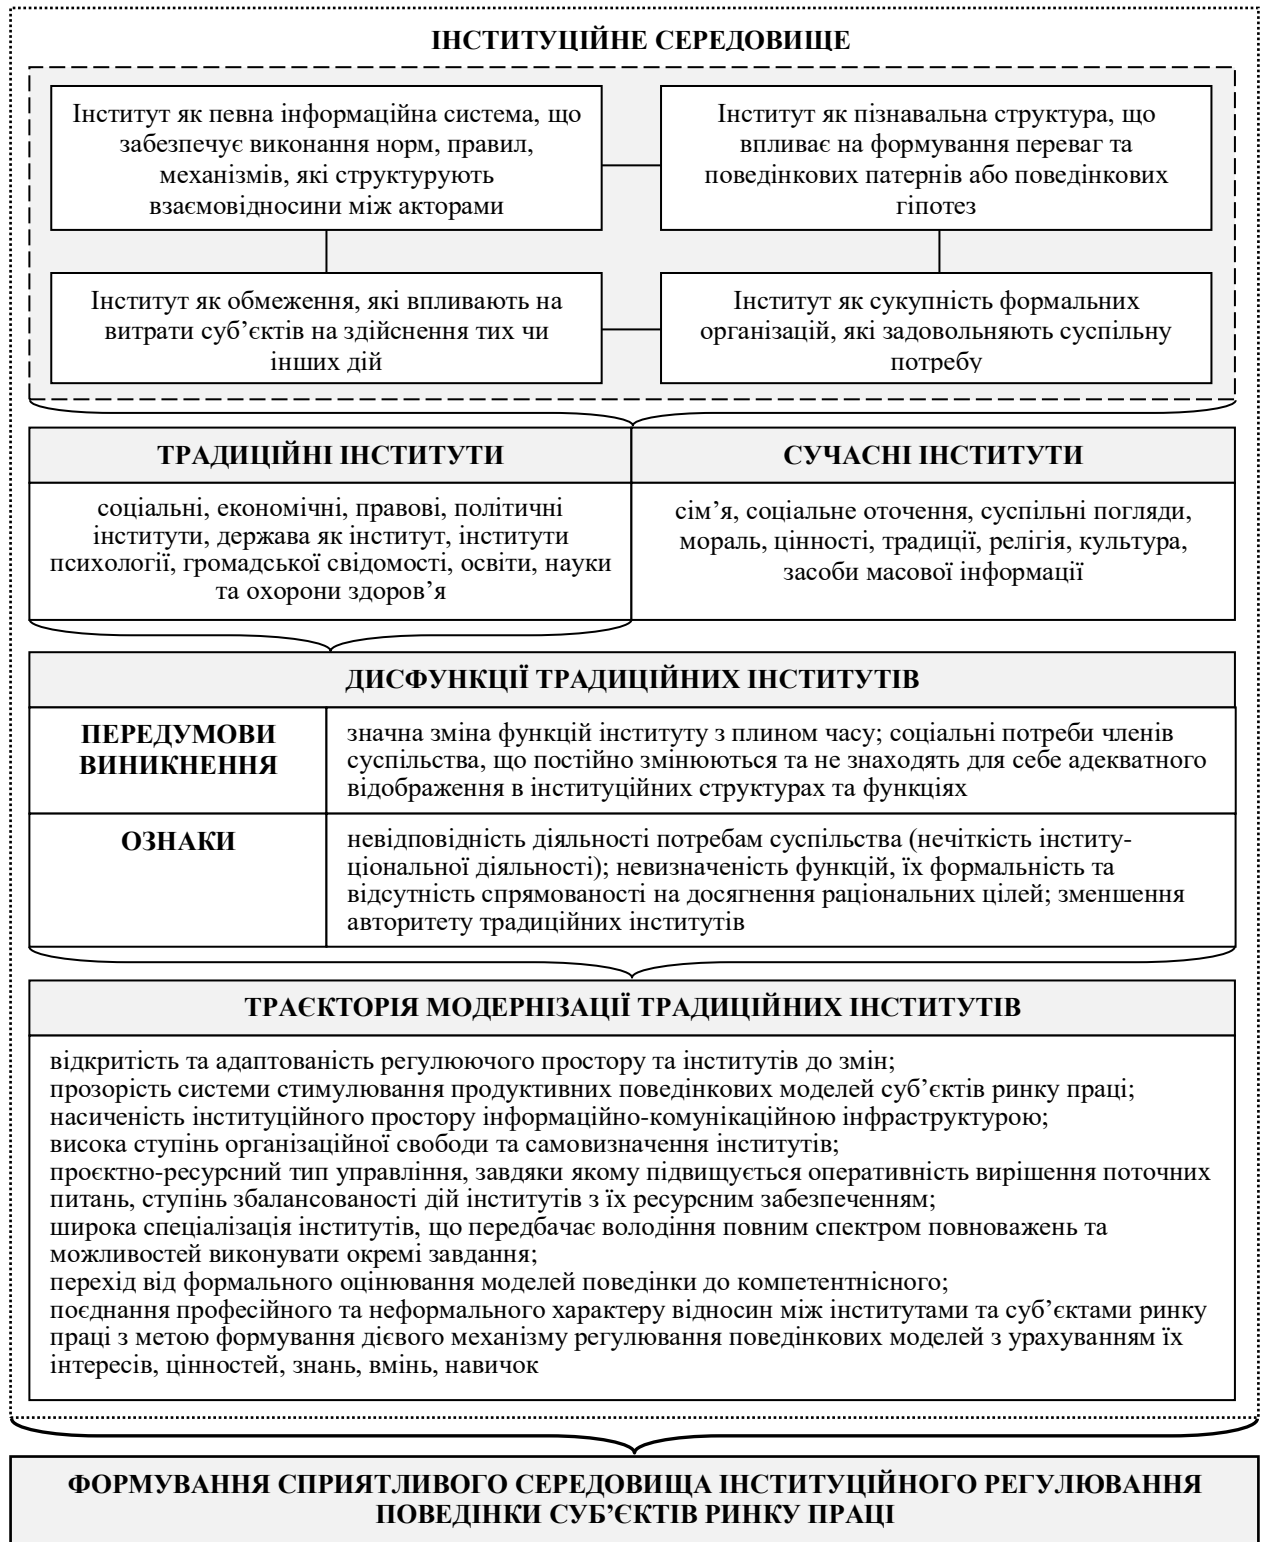 ІНСТИТУЦІЙНЕ СЕРЕДОВИЩЕ
Інститут як певна інформаційна система, що
забезпечує виконання норм, правил,
механізмів, які структурують
взаємовідносини між акторами
Інститут як пізнавальна структура, що
впливає на формування переваг та
поведінкових патернів або поведінкових
гіпотез
Інститут як обмеження, які впливають на
витрати суб’єктів на здійснення тих чи
інших дій
Інститут як сукупність формальних
організацій, які задовольняють суспільну
потребу
ТРАДИЦІЙНІ ІНСТИТУТИ
соціальні, економічні, правові, політичні
інститути, держава як інститут, інститути
психології, громадської свідомості, освіти, науки
та охорони здоров’я
СУЧАСНІ ІНСТИТУТИ
сім’я, соціальне оточення, суспільні погляди,
мораль, цінності, традиції, релігія, культура,
засоби масової інформації
ДИСФУНКЦІЇ ТРАДИЦІЙНИХ ІНСТИТУТІВ
ПЕРЕДУМОВИ
ВИНИКНЕННЯ
значна зміна функцій інституту з плином часу; соціальні потреби членів
суспільства, що постійно змінюються та не знаходять для себе адекватного
відображення в інституційних структурах та функціях
ОЗНАКИ
невідповідність діяльності потребам суспільства (нечіткість інститу-
ціональної діяльності); невизначеність функцій, їх формальність та
відсутність спрямованості на досягнення раціональних цілей; зменшення
авторитету традиційних інститутів
ТРАЄКТОРІЯ МОДЕРНІЗАЦІЇ ТРАДИЦІЙНИХ ІНСТИТУТІВ
відкритість та адаптованість регулюючого простору та інститутів до змін;
прозорість системи стимулювання продуктивних поведінкових моделей суб’єктів ринку праці;
насиченість інституційного простору інформаційно-комунікаційною інфраструктурою;
висока ступінь організаційної свободи та самовизначення інститутів;
проєктно-ресурсний тип управління, завдяки якому підвищується оперативність вирішення поточних
питань, ступінь збалансованості дій інститутів з їх ресурсним забезпеченням;
широка спеціалізація інститутів, що передбачає володіння повним спектром повноважень та
можливостей виконувати окремі завдання;
перехід від формального оцінювання моделей поведінки до компетентнісного;
поєднання професійного та неформального характеру відносин між інститутами та суб’єктами ринку
праці з метою формування дієвого механізму регулювання поведінкових моделей з урахуванням їх
інтересів, цінностей, знань, вмінь, навичок
ФОРМУВАННЯ СПРИЯТЛИВОГО СЕРЕДОВИЩА ІНСТИТУЦІЙНОГО РЕГУЛЮВАННЯ
ПОВЕДІНКИ СУБ’ЄКТІВ РИНКУ ПРАЦІ